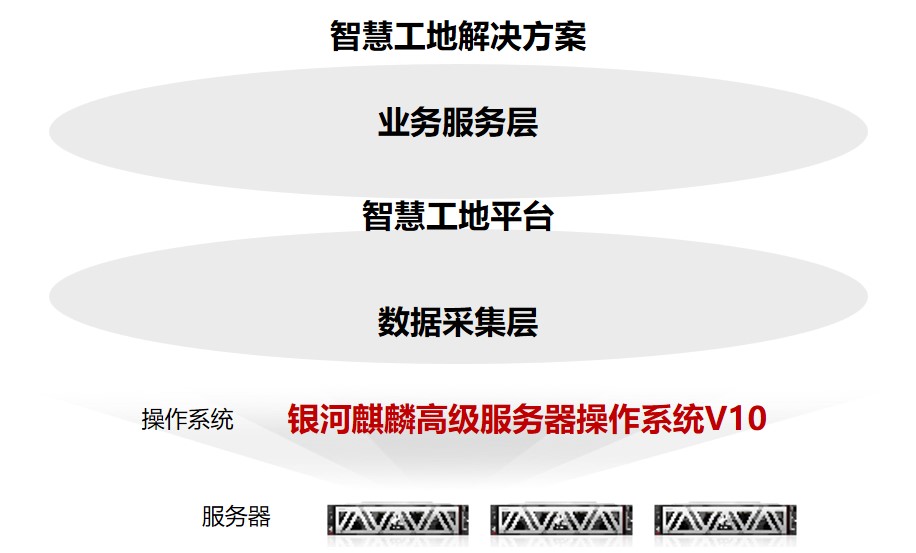 智慧工地解决方案
业务服务层
智慧工地平台
数据采集层
操作系统 银河麒麟高级服务器操作系统V10
服务器